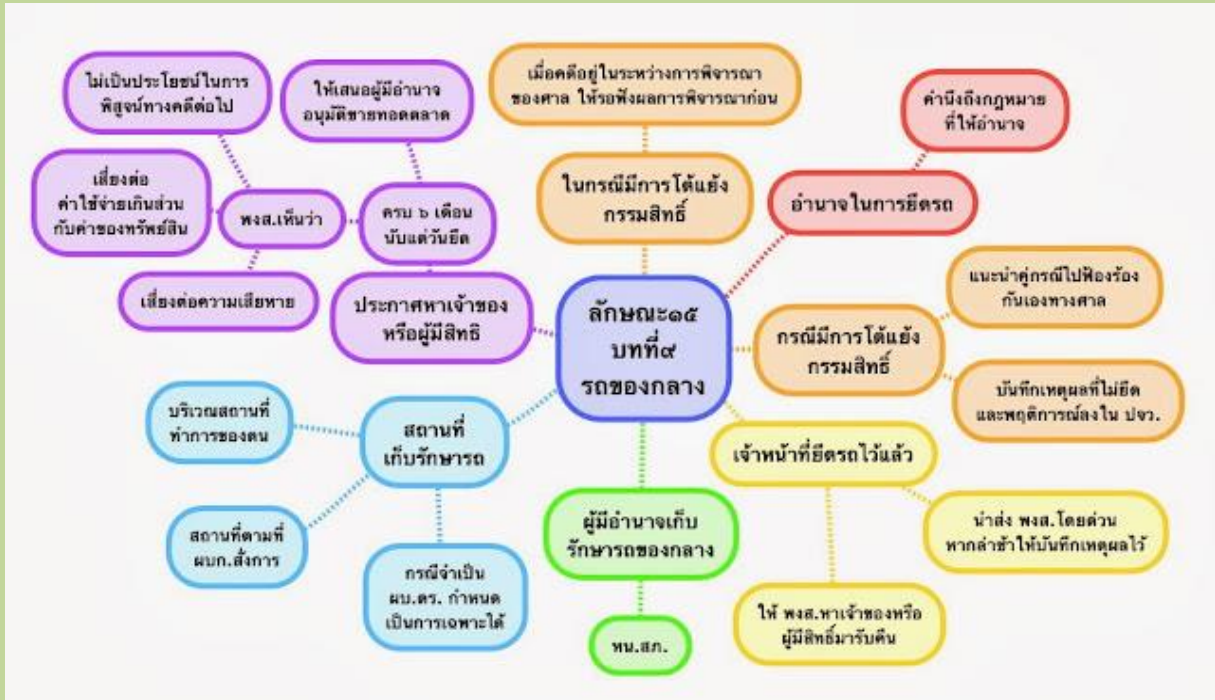 ลักษณะ๑๕
บทที่๙
รถของกลาง
อำนาจในการยึดรถ
คำนึงถึงกฎหมาย
ที่ให้อำนาจ
กรณีมีการโต้แย้ง
กรรมสิทธิ์
แนะนำคู่กรณีไปฟ้องร้อง
กันเองทางศาล
บันทึกเหตุผลที่ไม่ยึด
และพฤติการณ์ลงใน ปจว.
เจ้าหน้าที่ยึดรถไว้แล้ว
นำส่ง พงส.โดยด่วน
หากล่าช้าให้บันทึกเหตุผลไว้
ให้ พงส.หาเจ้าของหรือ
ผู้มีสิทธิ์มารับคืน
ผู้มีอำนาจเก็บ
รักษารถของกลาง
หน.สภ.
สถานที่
เก็บรักษารถ
บริเวณสถานที่
ทำการของตน
สถานที่ตามที่
ผบก.สั่งการ
กรณีจำเป็น
ผบ.ตร. กำหนด
เป็นการเฉพาะได้
ประกาศหาเจ้าของ
หรือผู้มีสิทธิ
ครบ ๖ เดือน
นับแต่วันยึด
ให้เสนอผู้มีอำนาจ
อนุมัติขายทอดตลาด
พงส.เห็นว่า
ไม่เป็นประโยชน์ในการ
พิสูจน์ทางคดีต่อไป
เสี่ยงต่อ
ค่าใช้จ่ายเกินส่วน
กับค่าของทรัพย์สิน
เสี่ยงต่อความเสียหาย
ในกรณีมีการโต้แย้ง
กรรมสิทธิ์
เมื่อคดีอยู่ในระหว่างการพิจารณา
ของศาล ให้รอฟังผลการพิจารณาก่อน